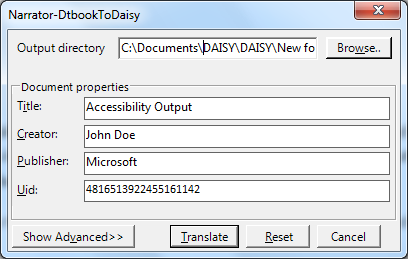 Narrator-DtbookToDaisy
Output directory C:\Documents\DAISY\DAISY\New fo Browse..
Document properties
Title: Accessibility Output
Creator: John Doe
Publisher: Microsoft
Uid: 4816513922455161142
Show Advanced>> Translate Reset Cancel